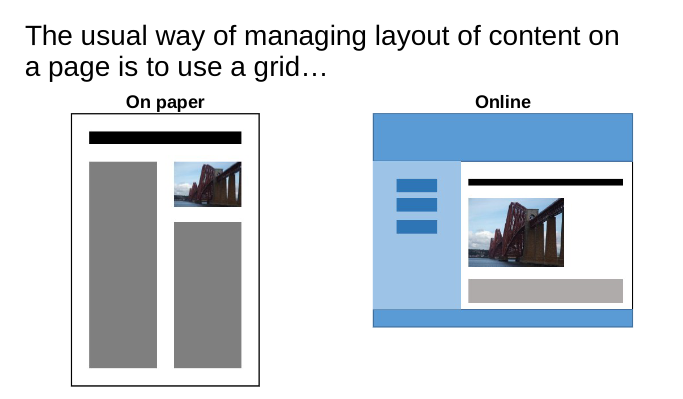 The usual way of managing layout of content on
a page is to use a grid…
On paper
Online